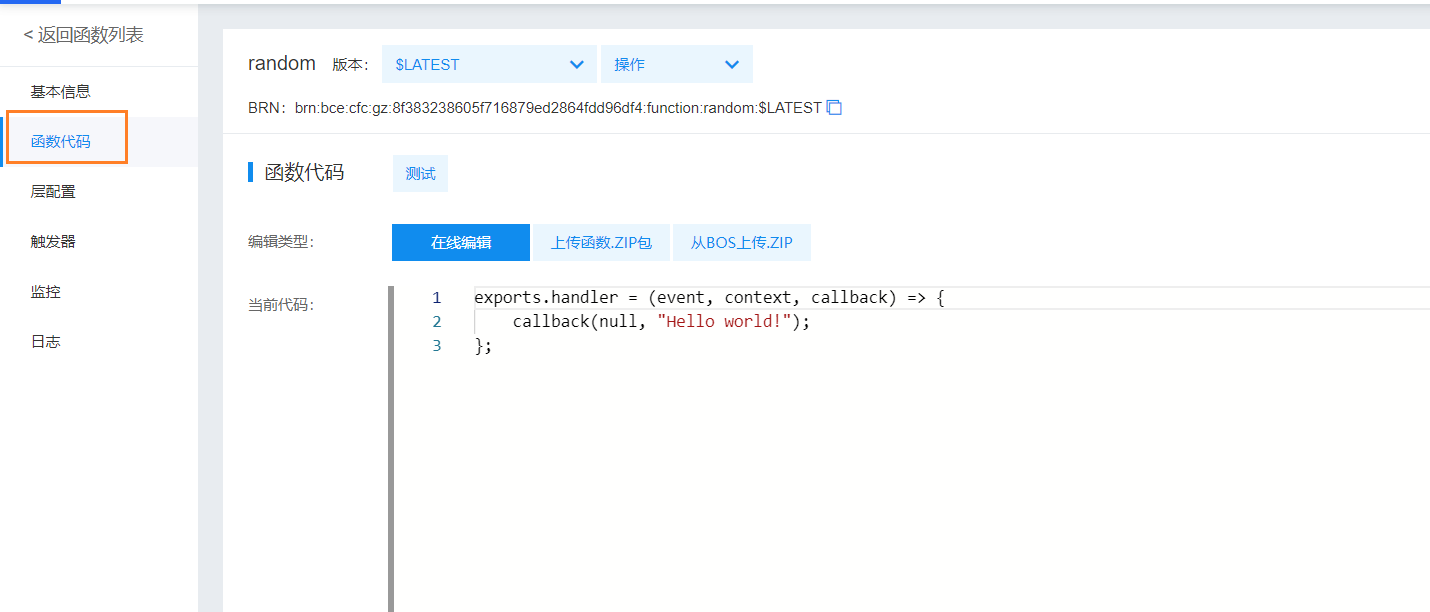 < 返回函数列表
基本信息
函数代码
层配置
触发器
监控
日志
random 版本： $LATEST 操作
BRN： brn:bce:cfc:gz:8f383238605f716879ed2864fdd96df4:function:random:$LATEST
函数代码 测试
编辑类型： 在线编辑 上传函数.ZIP包 从BOS上传.ZIP
当前代码：
1 exports.handler = (event, context, callback) => {
2     callback(null, "Hello world!");
3 };